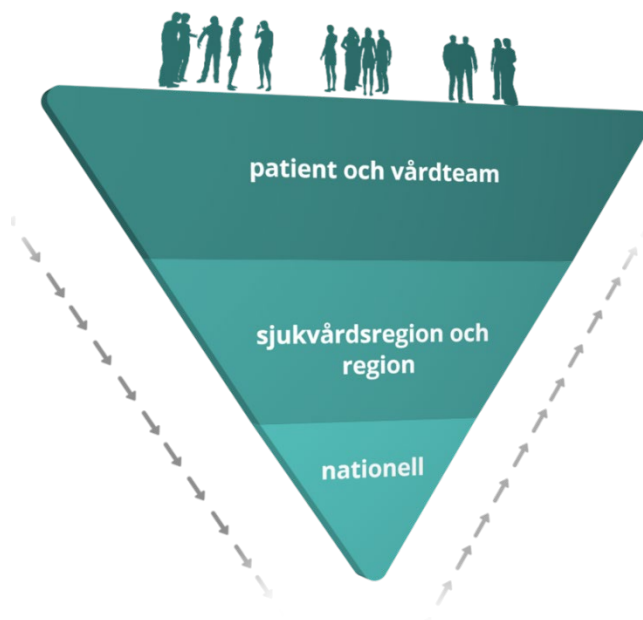 patient och vårdteam
sjukvårdsregion och
region
nationell